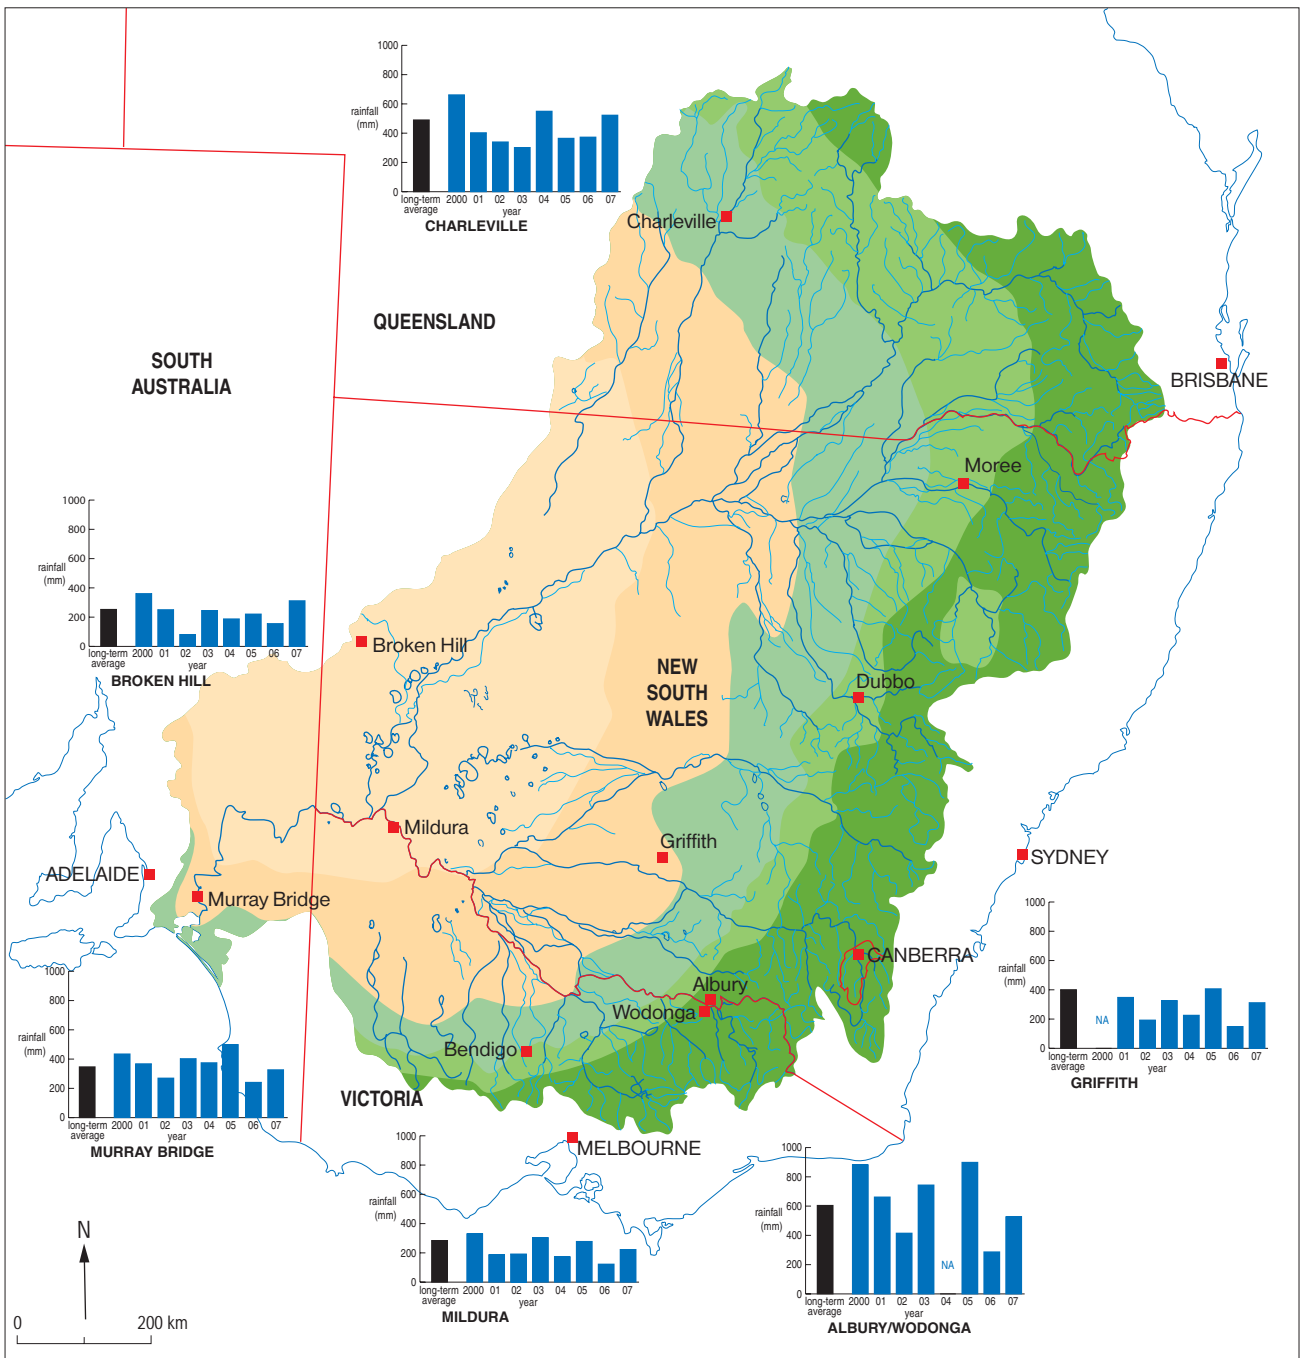 1000
800
600
400
200
0
rainfall
(mm)
long-term
average
2000 01 02 03 04 05 06 07
year
CHARLEVILLE
Charleville
QUEENSLAND
SOUTH
AUSTRALIA
BRISBANE
Moree
1000
800
600
400
200
0
rainfall
(mm)
long-term
average
2000 01 02 03 04 05 06 07
year
BROKEN HILL
Broken Hill
NEW
SOUTH
WALES
Dubbo
Mildura
Griffith
SYDNEY
ADELAIDE
Murray Bridge
CANBERRA
1000
800
600
400
200
0
rainfall
(mm)
NA
long-term
average
2000 01 02 03 04 05 06 07
year
GRIFFITH
Albury
Wodonga
Bendigo
1000
800
600
400
200
0
rainfall
(mm)
long-term
average
2000 01 02 03 04 05 06 07
year
MURRAY BRIDGE
VICTORIA
MELBOURNE
1000
800
600
400
200
0
rainfall
(mm)
long-term
average
2000 01 02 03 04 05 06 07
year
MILDURA
1000
800
600
400
200
0
rainfall
(mm)
NA
long-term
average
2000 01 02 03 04 05 06 07
year
ALBURY/WODONGA
N
0 200 km